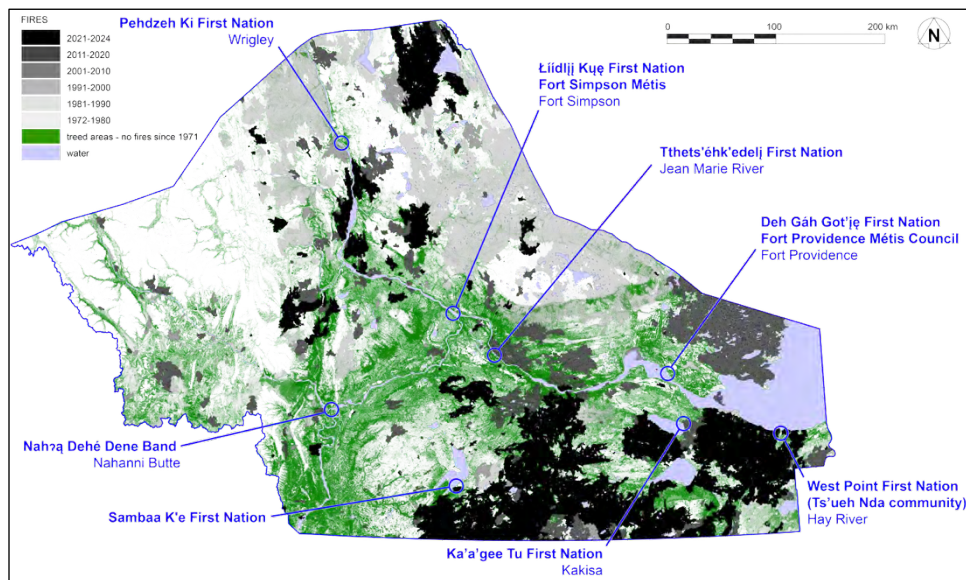 FIRES
2021-2024
2011-2020
2001-2010
1991-2000
1981-1990
1972-1980
treed areas - no fires since 1971
water
Pehdzeh Ki First Nation
Wrigley
0 100 200 km
N
Łíídlįį Kųę First Nation
Fort Simpson Métis
Fort Simpson
Tthets'éhk'edelį First Nation
Jean Marie River
Deh Gáh Got'įę First Nation
Fort Providence Métis Council
Fort Providence
Nahɂą Dehé Dene Band
Nahanni Butte
Sambaa K'e First Nation
West Point First Nation
(Ts'ueh Nda community)
Hay River
Ka'a'gee Tu First Nation
Kakisa